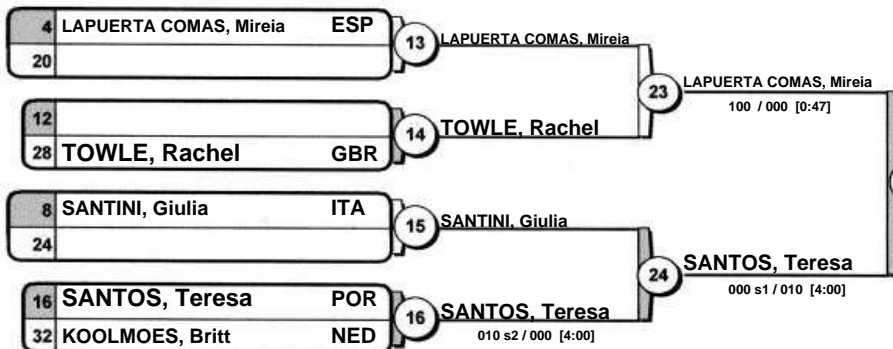 4 LAPUERTA COMAS, Mireia ESP
20
13 LAPUERTA COMAS, Mireia
12
28 TOWLE, Rachel GBR
14 TOWLE, Rachel
23 LAPUERTA COMAS, Mireia
100 / 000 [0:47]
8 SANTINI, Giulia ITA
24
15 SANTINI, Giulia
16 SANTOS, Teresa POR
32 KOOLMOES, Britt NED
16 SANTOS, Teresa
010 s2 / 000 [4:00]
24 SANTOS, Teresa
000 s1 / 010 [4:00]